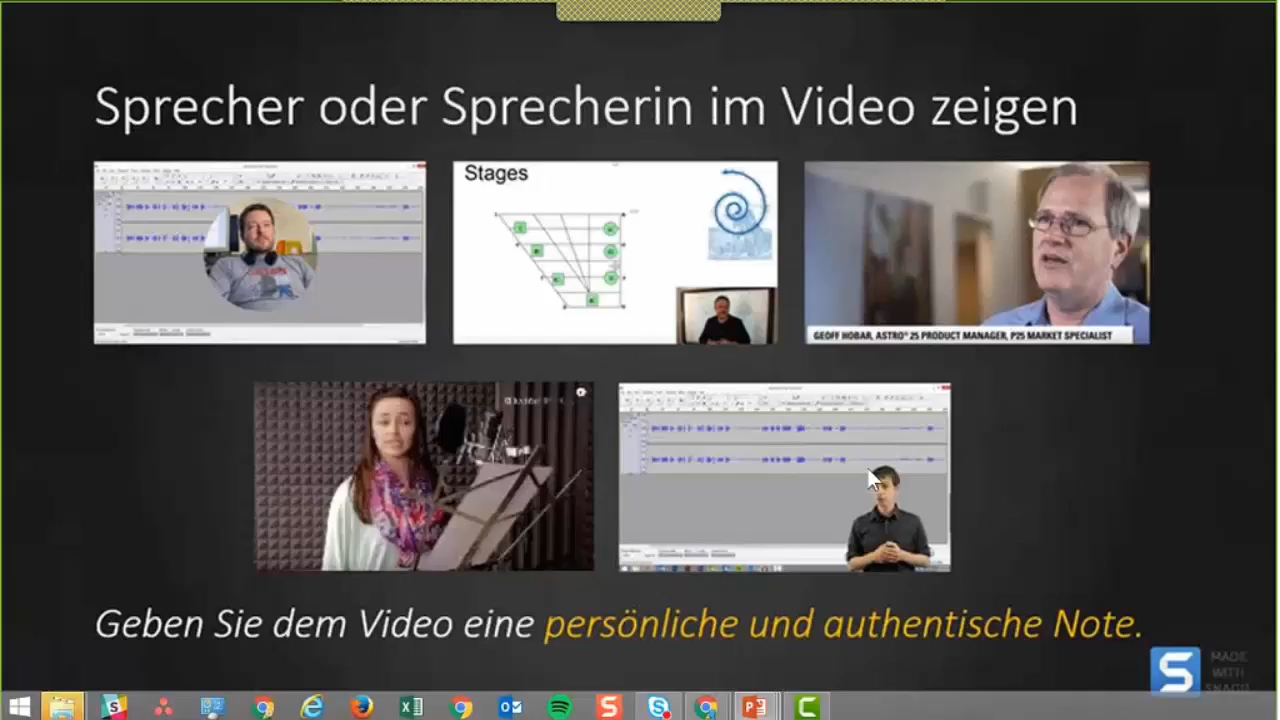 Sprecher oder Sprecherin im Video zeigen
Stages
GEOFF HOBAR, ASTRO® 25 PRODUCT MANAGER, P25 MARKET SPECIALIST
Geben Sie dem Video eine persönliche und authentische Note.
MADE
WITH
SNAGIT